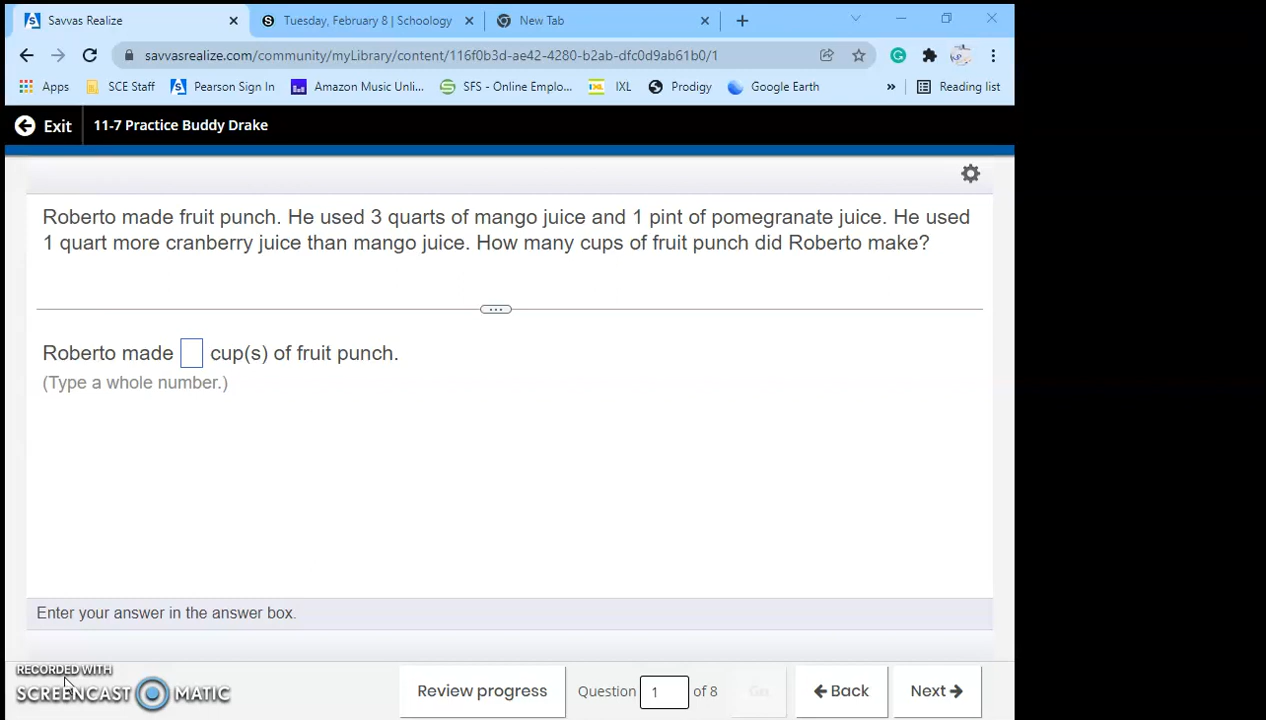 Savvas Realize
Tuesday, February 8 | Schoology
New Tab
savvasrealize.com/community/myLibrary/content/116f0b3d-ae42-4280-b2ab-dfc0d9ab61b0/1
Apps SCE Staff Pearson Sign In Amazon Music Unli... SFS - Online Emplo... IXL Prodigy Google Earth » Reading list
Exit 11-7 Practice Buddy Drake
Roberto made fruit punch. He used 3 quarts of mango juice and 1 pint of pomegranate juice. He used
1 quart more cranberry juice than mango juice. How many cups of fruit punch did Roberto make?
Roberto made cup(s) of fruit punch.
(Type a whole number.)
Enter your answer in the answer box.
RECORDED WITH
SCREENCAST MATIC
Review progress Question 1 of 8 Go Back Next